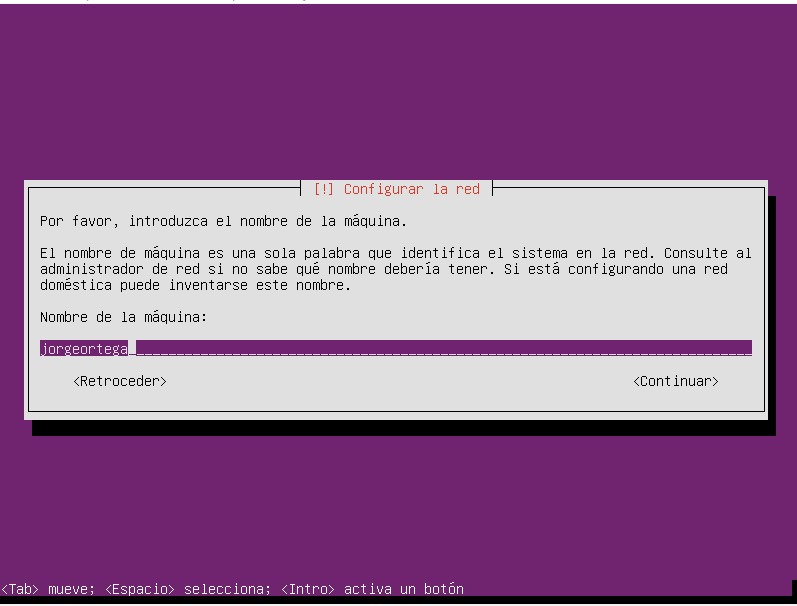 [!] Configurar la red
Por favor, introduzca el nombre de la máquina.
El nombre de máquina es una sola palabra que identifica el sistema en la red. Consulte al
administrador de red si no sabe qué nombre debería tener. Si está configurando una red
doméstica puede inventarse este nombre.
Nombre de la máquina:
jorgeortega
<Retroceder> <Continuar>
<Tab> mueve; <Espacio> selecciona; <Intro> activa un botón